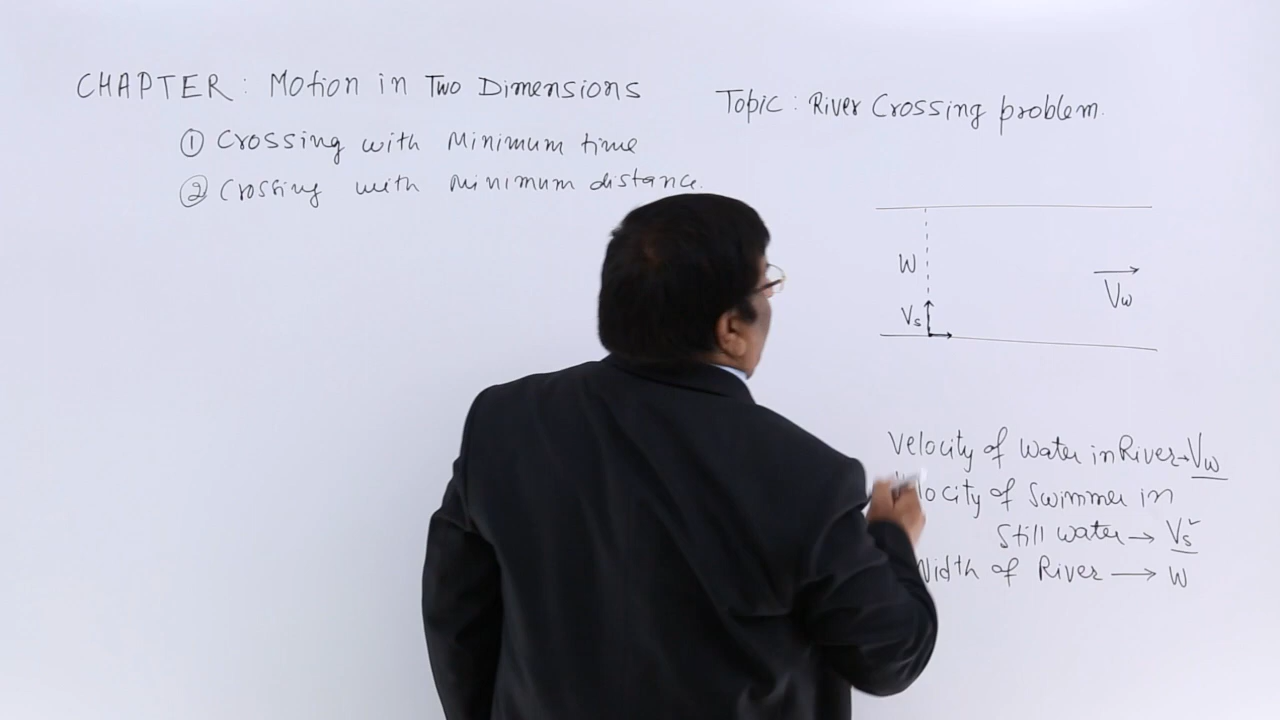 CHAPTER: Motion in Two Dimensions
Topic: River Crossing problem.
① Crossing with Minimum time
② Crossing with Minimum distance.
W
Vw
Vs
Velocity of Water in River → Vw
locity of Swimmer in
Still water → Vs
Width of River → W